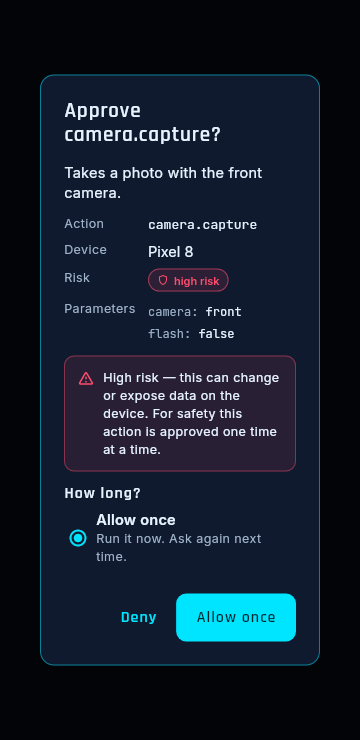 Approve
camera.capture?
Takes a photo with the front
camera.
Action camera.capture
Device Pixel 8
Risk high risk
Parameters camera: front
flash: false
High risk — this can change
or expose data on the
device. For safety this
action is approved one time
at a time.
How long?
Allow once
Run it now. Ask again next
time.
Deny Allow once